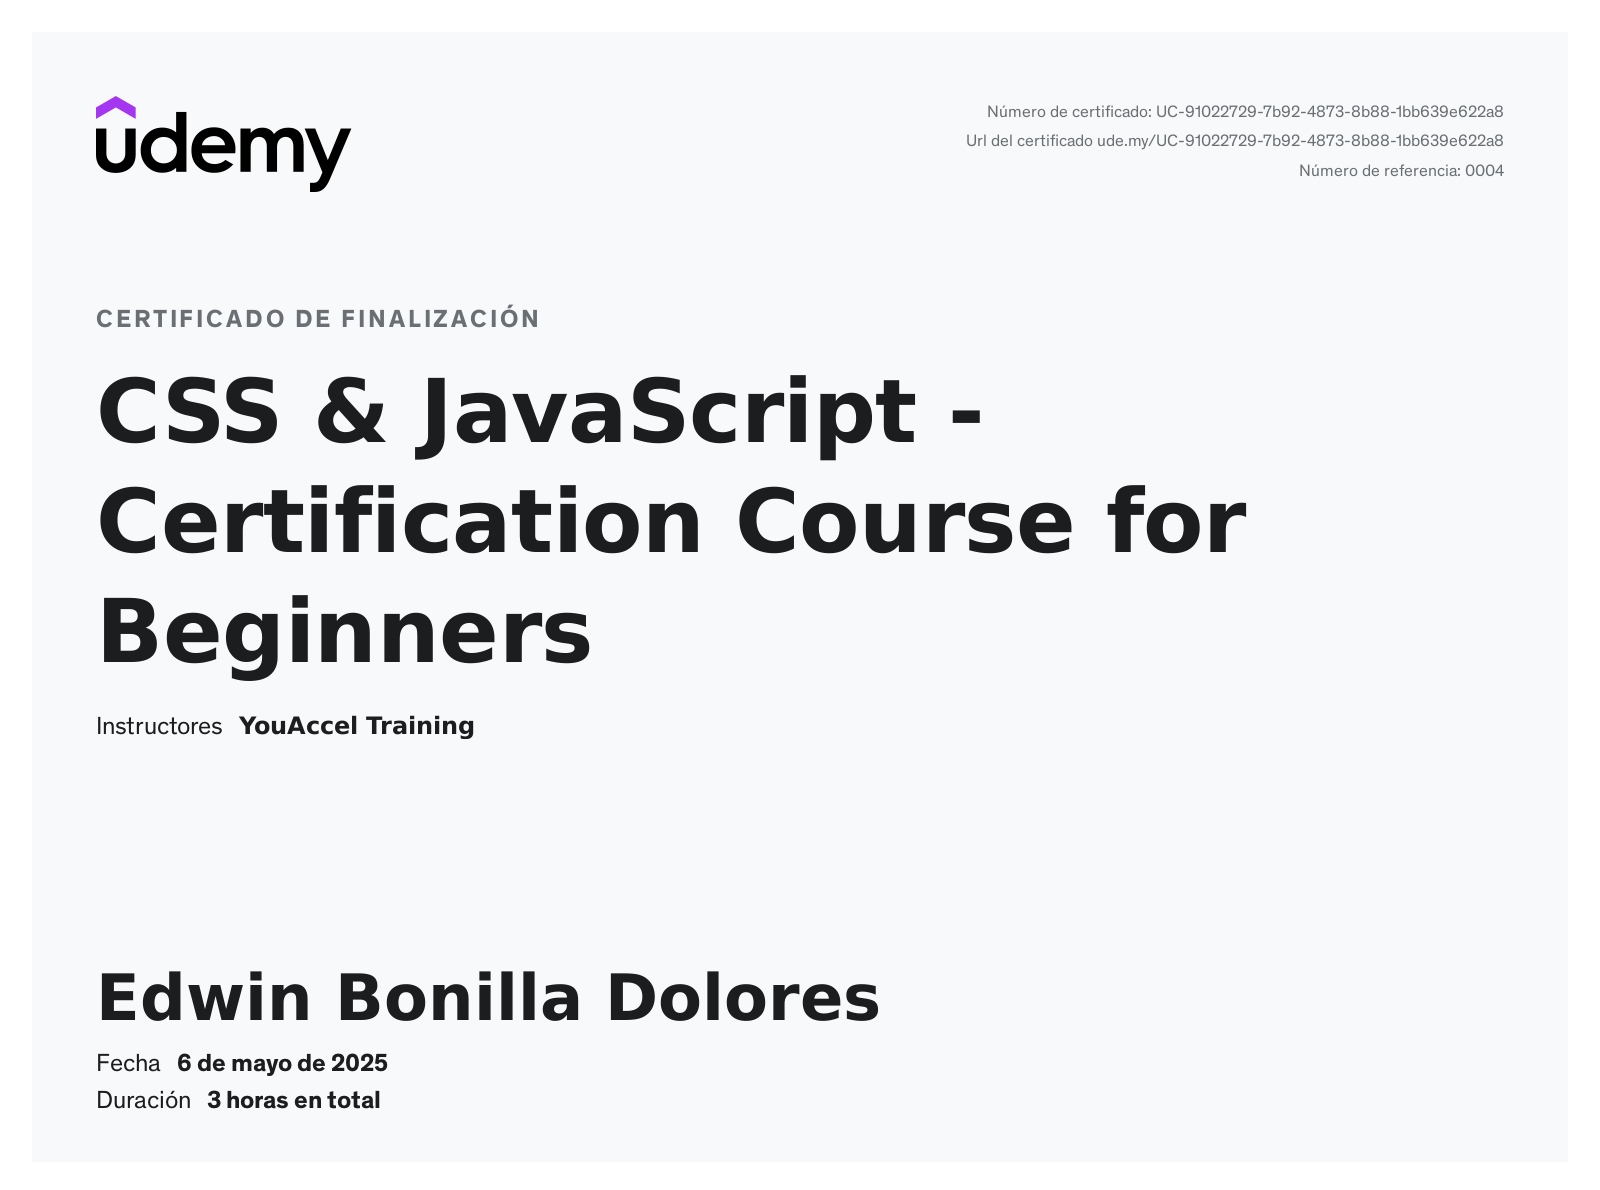 udemy
Número de certificado: UC-91022729-7b92-4873-8b88-1bb639e622a8
Url del certificado ude.my/UC-91022729-7b92-4873-8b88-1bb639e622a8
Número de referencia: 0004
CERTIFICADO DE FINALIZACIÓN
CSS & JavaScript -
Certification Course for
Beginners
Instructores YouAccel Training
Edwin Bonilla Dolores
Fecha 6 de mayo de 2025
Duración 3 horas en total